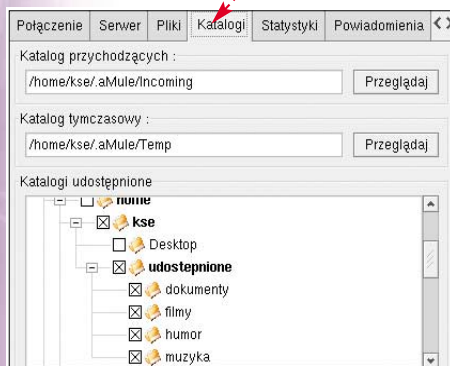 Połączenie Serwer Pliki Katalogi Statystyki Powiadomienia
Katalog przychodzących :
/home/kse/.aMule/Incoming Przeglądaj
Katalog tymczasowy :
/home/kse/.aMule/Temp Przeglądaj
Katalogi udostępnione
home
kse
Desktop
udostepnione
dokumenty
filmy
humor
muzyka